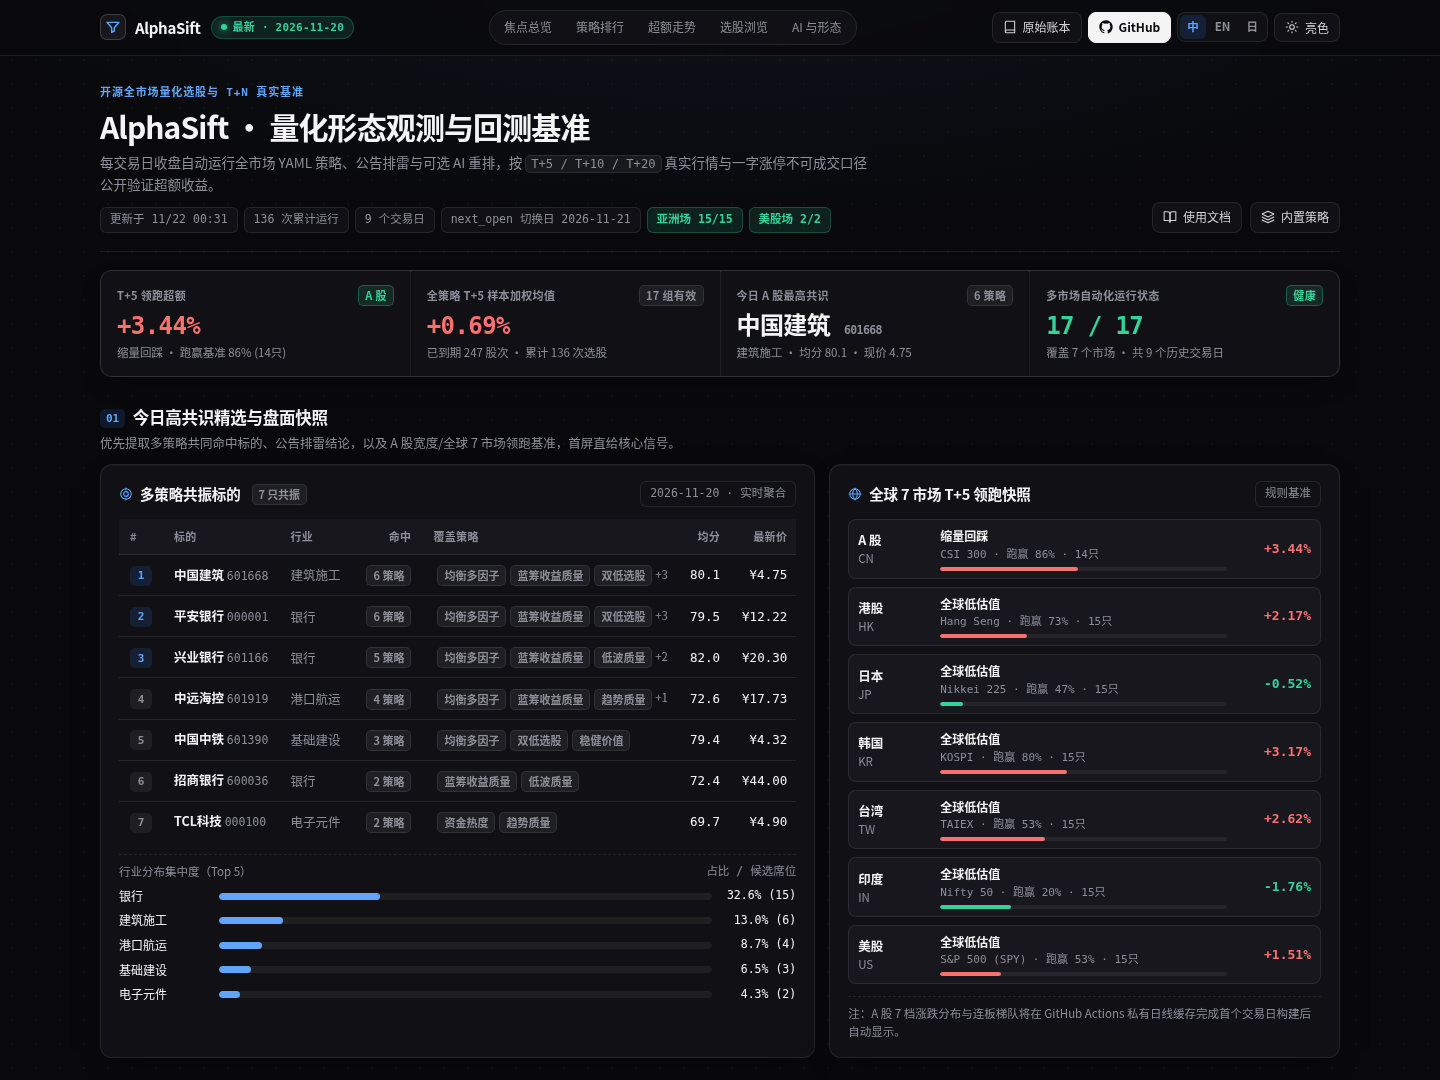 AlphaSift
最新 · 2026-11-20
焦点总览
策略排行
超额走势
选股浏览
AI 与形态
原始账本
GitHub
中
EN
日
亮色
开源全市场量化选股与 T+N 真实基准
AlphaSift · 量化形态观测与回测基准
每交易日收盘自动运行全市场 YAML 策略、公告排雷与可选 AI 重排，按 T+5 / T+10 / T+20 真实行情与一字涨停不可成交口径
公开验证超额收益。
更新于 11/22 00:31
136 次累计运行
9 个交易日
next_open 切换日 2026-11-21
亚洲场 15/15
美股场 2/2
使用文档
内置策略
T+5 领跑超额
A 股
+3.44%
缩量回踩 · 跑赢基准 86% (14只)
全策略 T+5 样本加权均值
17 组有效
+0.69%
已到期 247 股次 · 累计 136 次选股
今日 A 股最高共识
6 策略
中国建筑 601668
建筑施工 · 均分 80.1 · 现价 4.75
多市场自动化运行状态
健康
17 / 17
覆盖 7 个市场 · 共 9 个历史交易日
01 今日高共识精选与盘面快照
优先提取多策略共同命中标的、公告排雷结论，以及 A 股宽度/全球 7 市场领跑基准，首屏直给核心信号。
多策略共振标的 7 只共振
2026-11-20 · 实时聚合
# 标的 行业 命中 覆盖策略 均分 最新价
1 中国建筑 601668 建筑施工 6 策略 均衡多因子 蓝筹收益质量 双低选股 +3 80.1 ¥4.75
2 平安银行 000001 银行 6 策略 均衡多因子 蓝筹收益质量 双低选股 +3 79.5 ¥12.22
3 兴业银行 601166 银行 5 策略 均衡多因子 蓝筹收益质量 低波质量 +2 82.0 ¥20.30
4 中远海控 601919 港口航运 4 策略 均衡多因子 蓝筹收益质量 趋势质量 +1 72.6 ¥17.73
5 中国中铁 601390 基础建设 3 策略 均衡多因子 双低选股 稳健价值 79.4 ¥4.32
6 招商银行 600036 银行 2 策略 蓝筹收益质量 低波质量 72.4 ¥44.00
7 TCL科技 000100 电子元件 2 策略 资金热度 趋势质量 69.7 ¥4.90
行业分布集中度（Top 5） 占比 / 候选席位
银行 32.6% (15)
建筑施工 13.0% (6)
港口航运 8.7% (4)
基础建设 6.5% (3)
电子元件 4.3% (2)
全球 7 市场 T+5 领跑快照
规则基准
A 股
CN
缩量回踩
CSI 300 · 跑赢 86% · 14只
+3.44%
港股
HK
全球低估值
Hang Seng · 跑赢 73% · 15只
+2.17%
日本
JP
全球低估值
Nikkei 225 · 跑赢 47% · 15只
-0.52%
韩国
KR
全球低估值
KOSPI · 跑赢 80% · 15只
+3.17%
台湾
TW
全球低估值
TAIEX · 跑赢 53% · 15只
+2.62%
印度
IN
全球低估值
Nifty 50 · 跑赢 20% · 15只
-1.76%
美股
US
全球低估值
S&P 500 (SPY) · 跑赢 53% · 15只
+1.51%
注：A 股 7 档涨跌分布与连板梯队将在 GitHub Actions 私有日线缓存完成首个交易日构建后
自动显示。